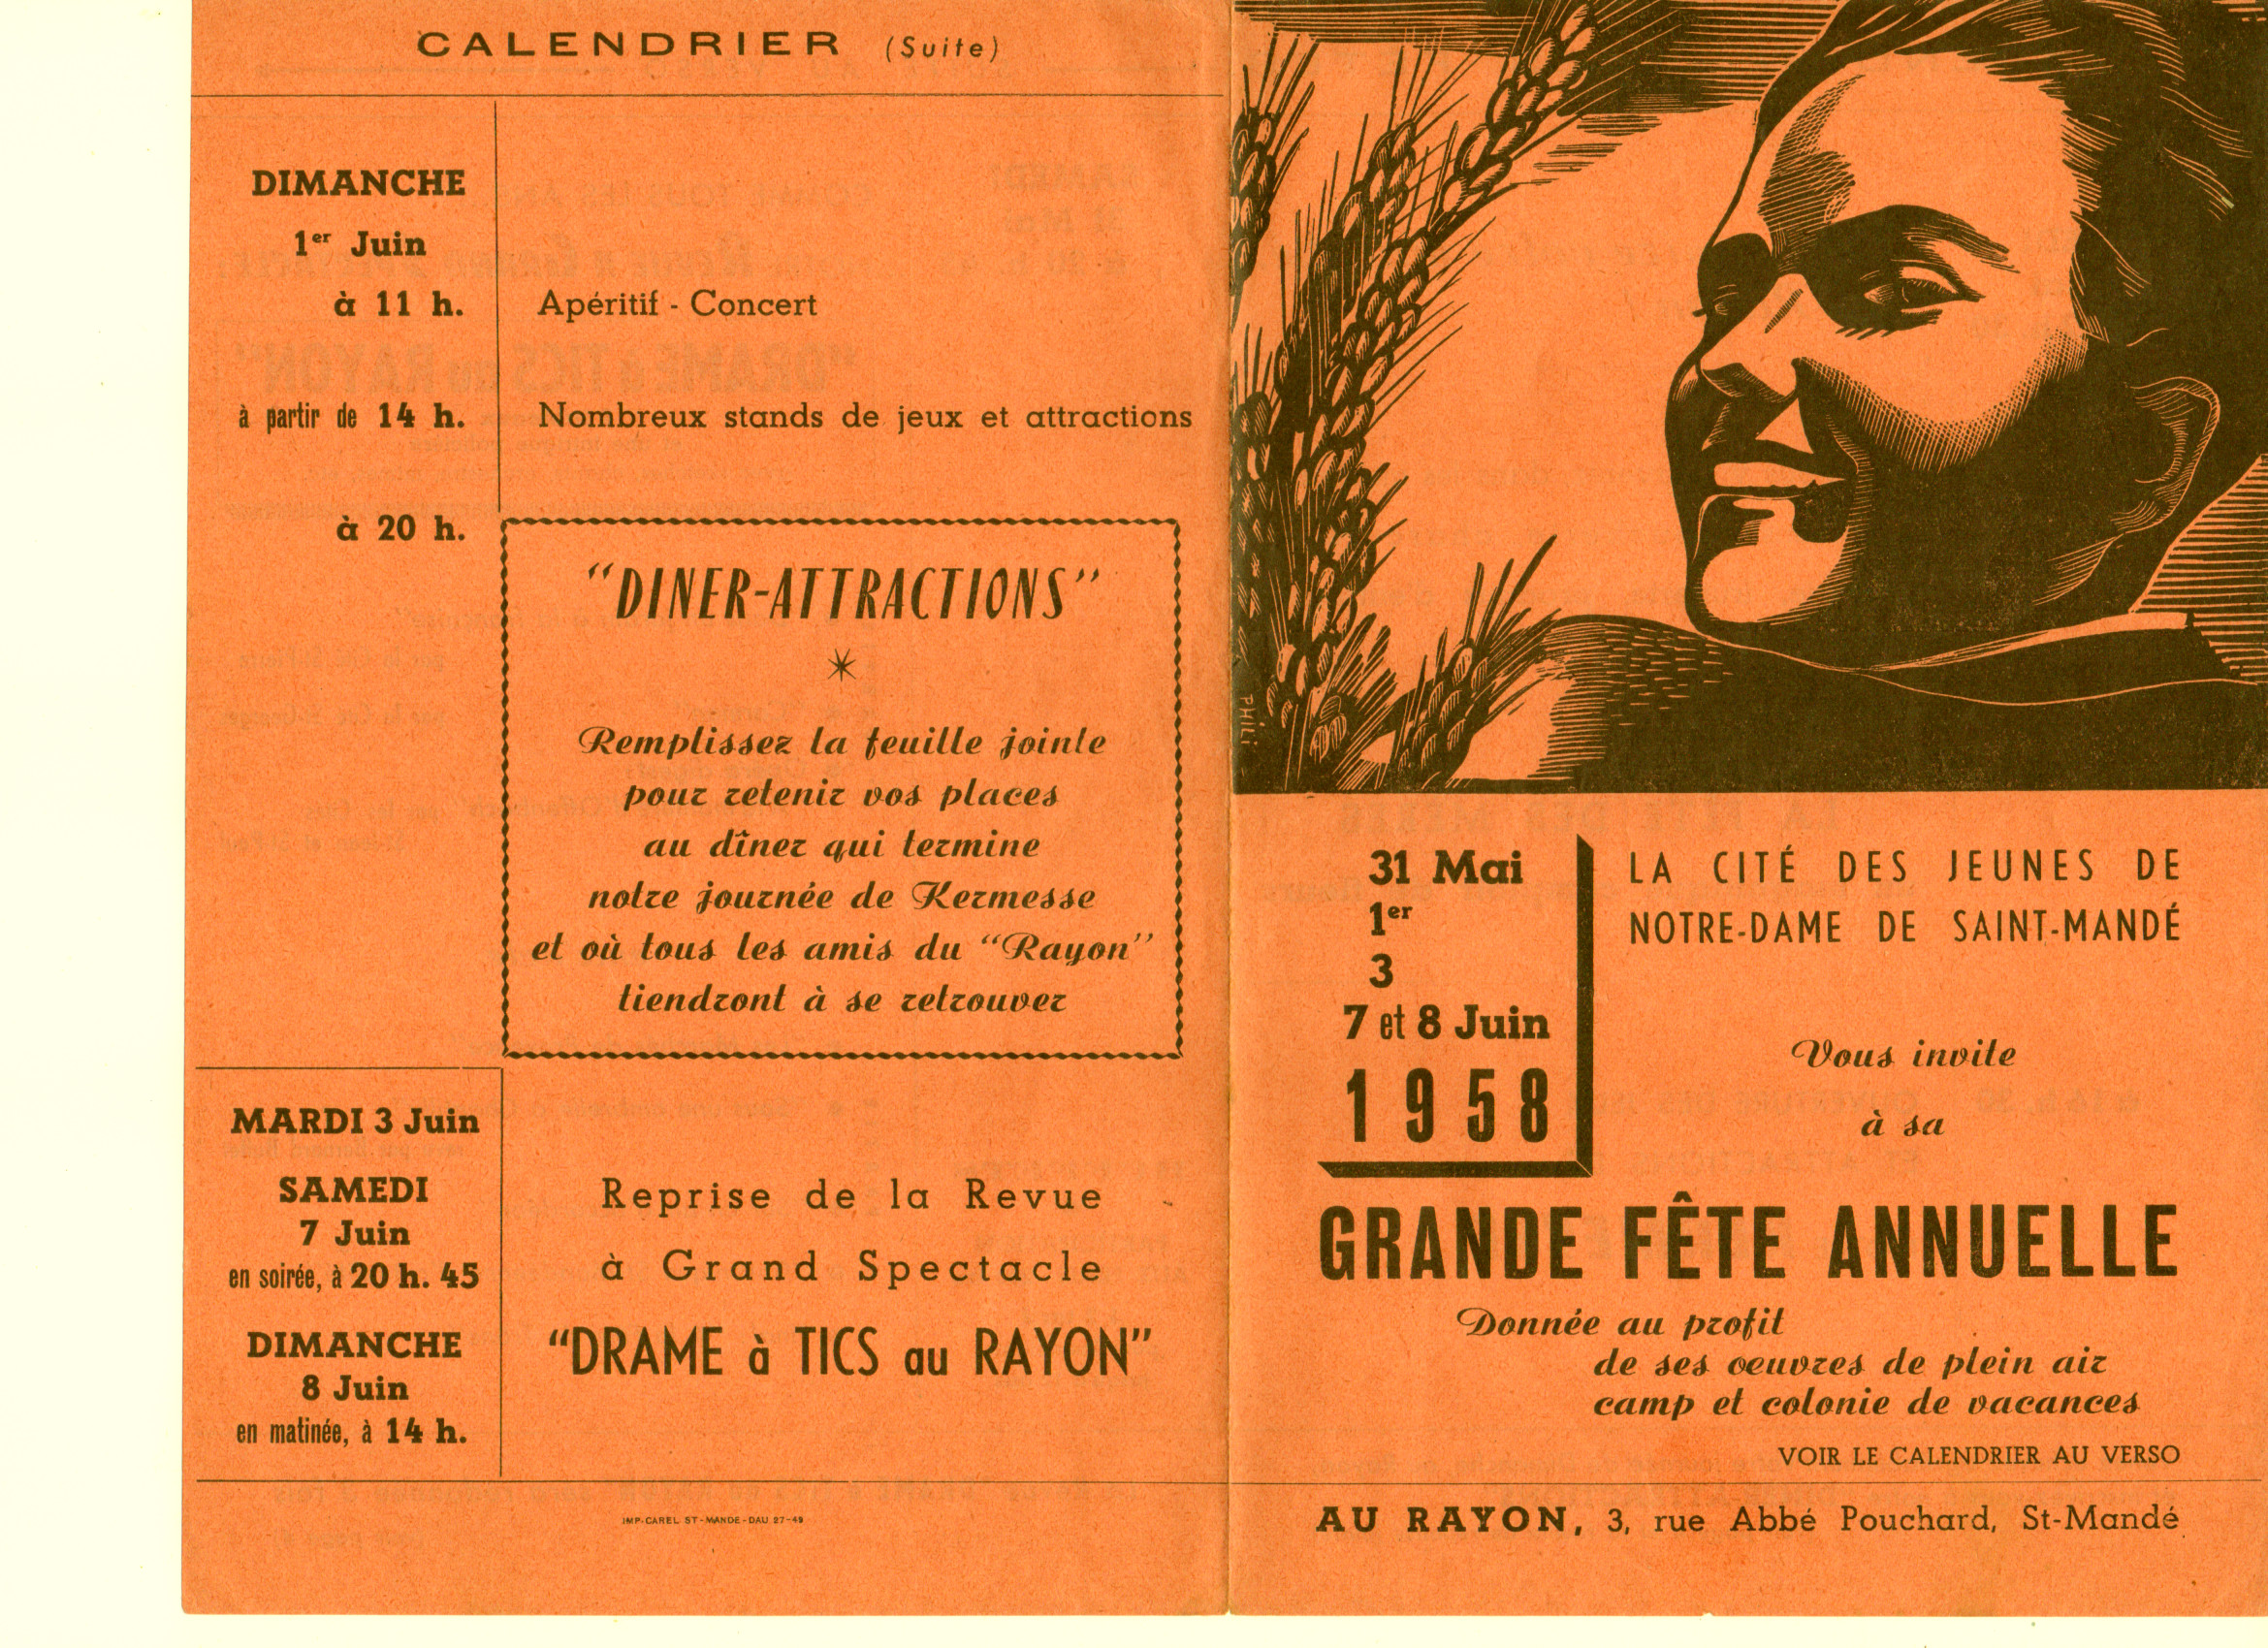 CALENDRIER (Suite)
DIMANCHE
1er Juin
à 11 h.
Apéritif - Concert
à partir de 14 h.
Nombreux stands de jeux et attractions
à 20 h.
"DINER-ATTRACTIONS"
Remplissez la feuille jointe
pour retenir vos places
au dîner qui termine
notre journée de Kermesse
et où tous les amis du "Rayon"
tiendront à se retrouver
MARDI 3 Juin
SAMEDI
7 Juin
en soirée, à 20 h. 45
DIMANCHE
8 Juin
en matinée, à 14 h.
Reprise de la Revue
à Grand Spectacle
"DRAME à TICS au RAYON"
IMP. CAREL ST-MANDE-DAU 27-49
PHILI
31 Mai
1er
3
7 et 8 Juin
1958
LA CITÉ DES JEUNES DE
NOTRE-DAME DE SAINT-MANDÉ
Vous invite
à sa
GRANDE FÊTE ANNUELLE
Donnée au profit
de ses oeuvres de plein air
camp et colonie de vacances
VOIR LE CALENDRIER AU VERSO
AU RAYON, 3, rue Abbé Pouchard, St-Mandé